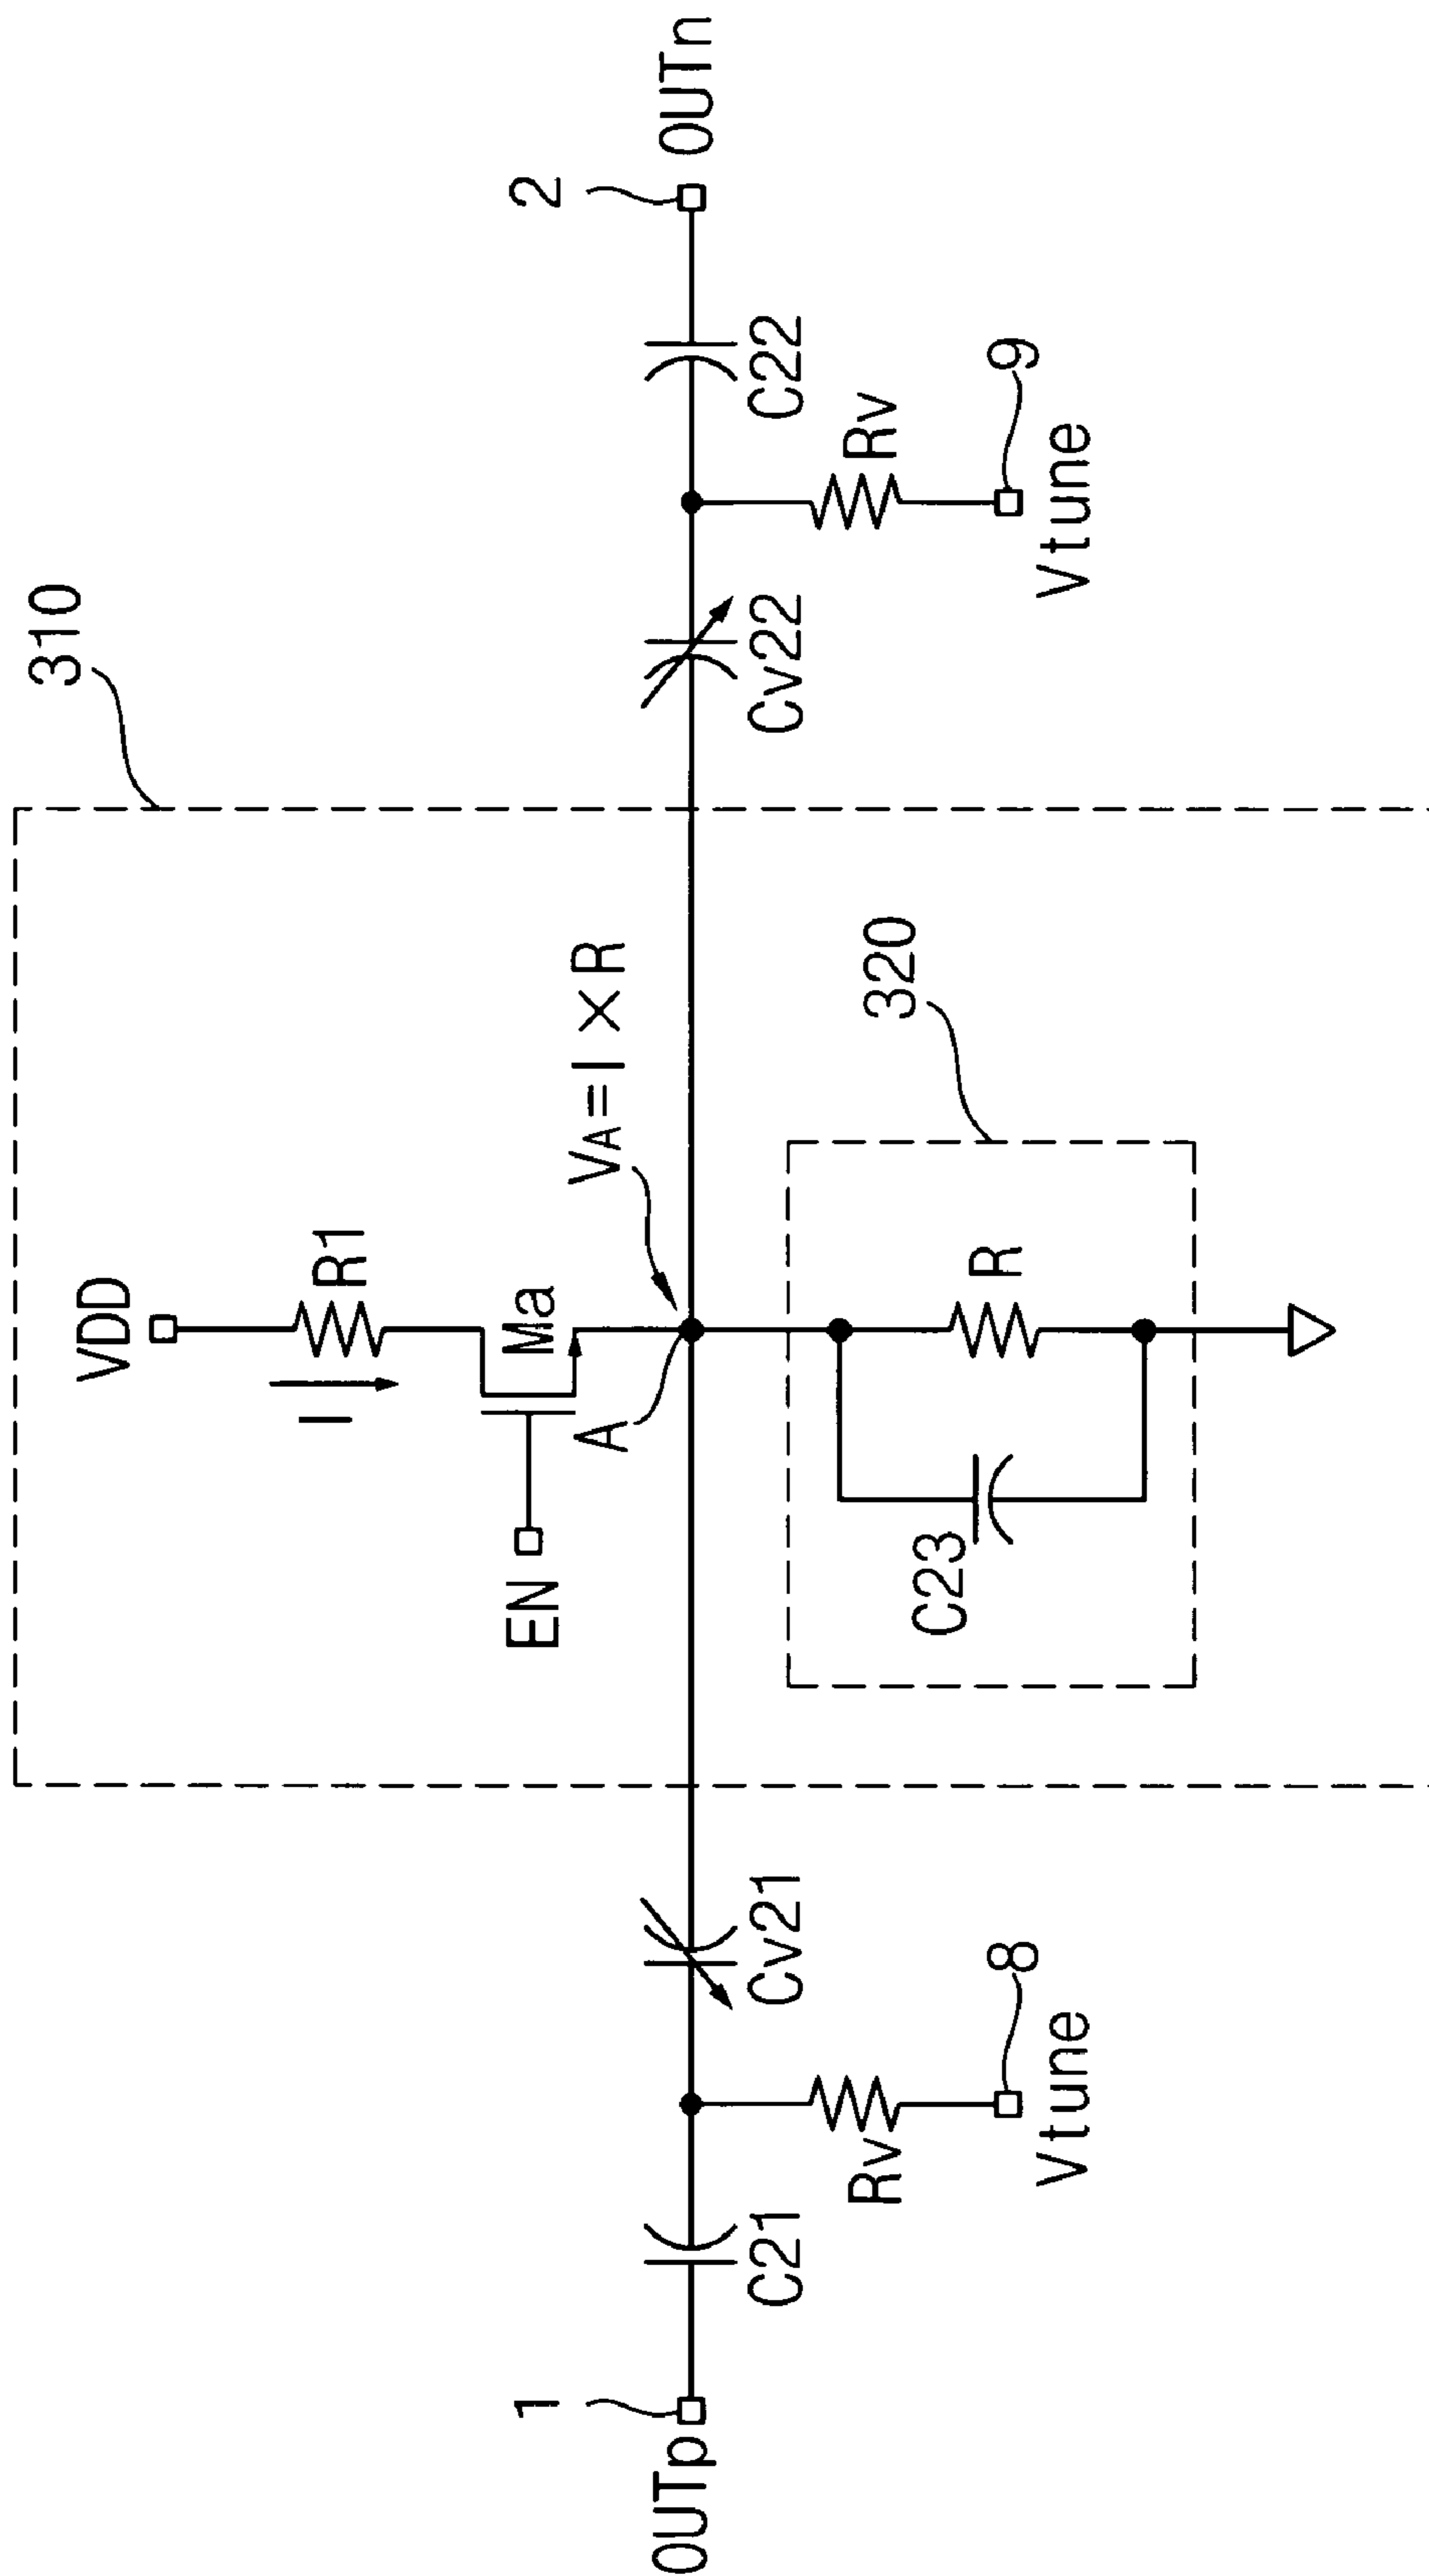 310
VDD
R1
I
Ma
EN
A
VA=I×R
1
OUTp
C21
Cv21
Cv22
C22
2
OUTn
Rv
8
Vtune
Rv
9
Vtune
320
C23
R